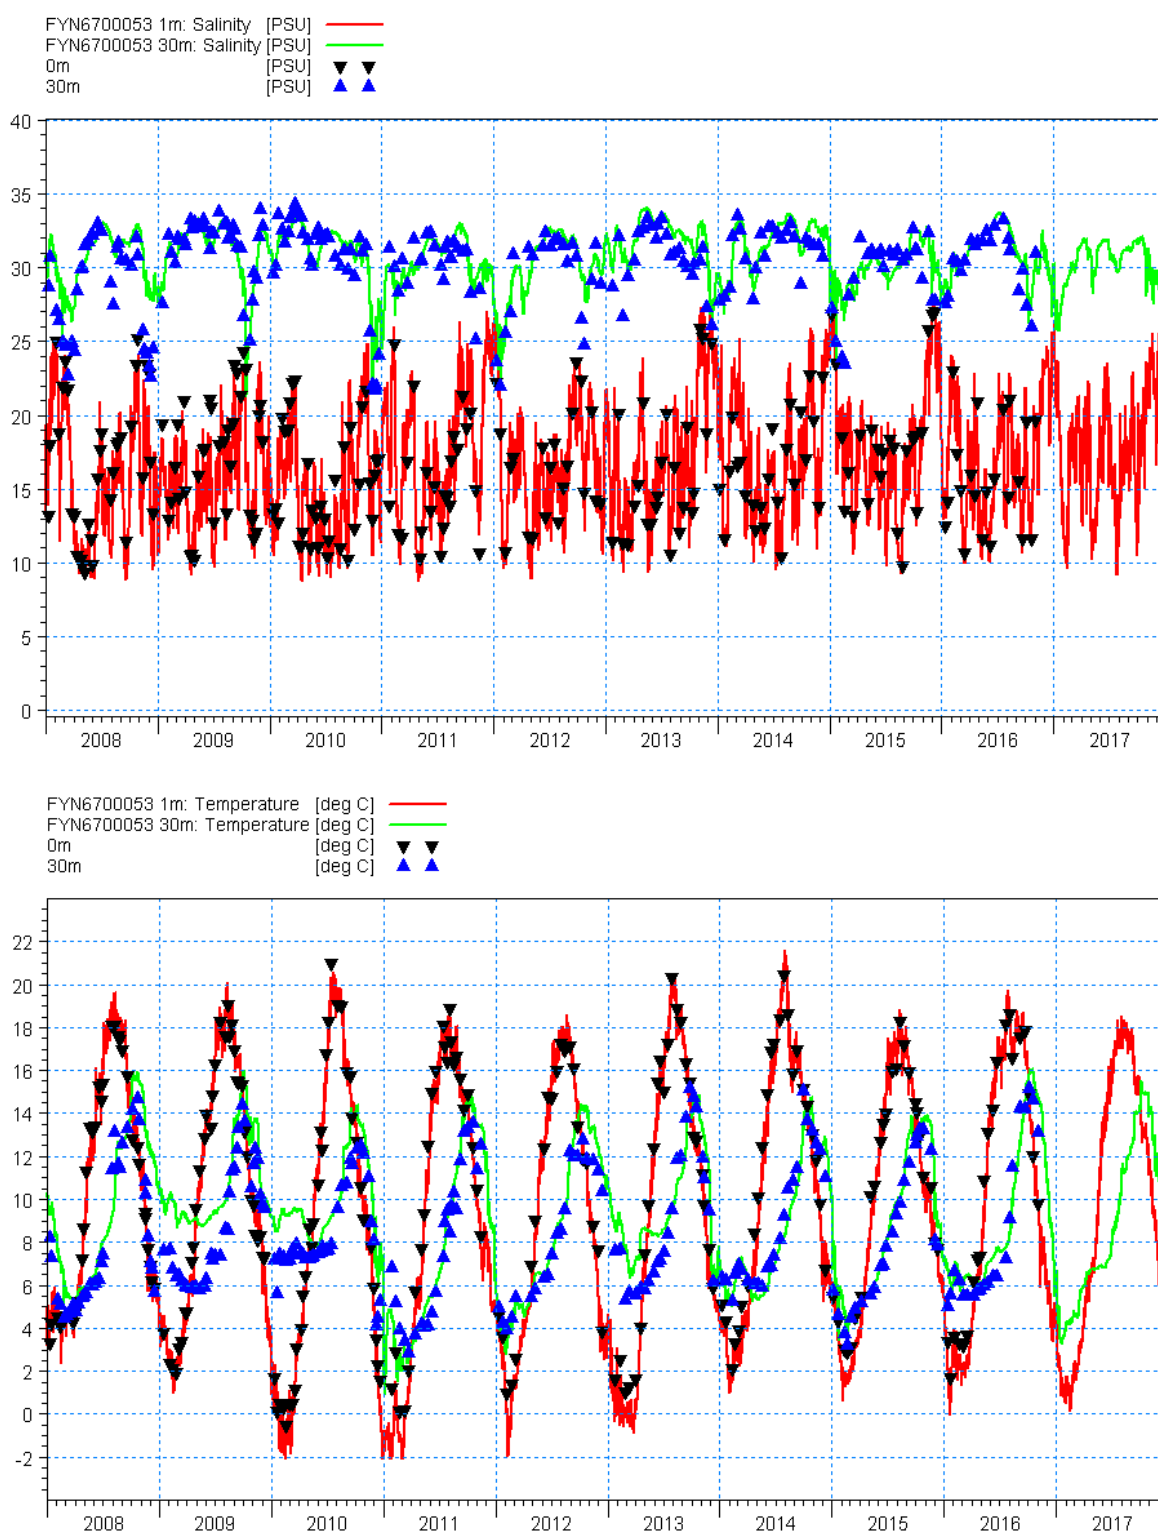 FYN6700053 1m: Salinity [PSU]
FYN6700053 30m: Salinity [PSU]
0m [PSU]
30m [PSU]
40
35
30
25
20
15
10
5
0
2008 2009 2010 2011 2012 2013 2014 2015 2016 2017
FYN6700053 1m: Temperature [deg C]
FYN6700053 30m: Temperature [deg C]
0m [deg C]
30m [deg C]
22
20
18
16
14
12
10
8
6
4
2
0
-2
2008 2009 2010 2011 2012 2013 2014 2015 2016 2017